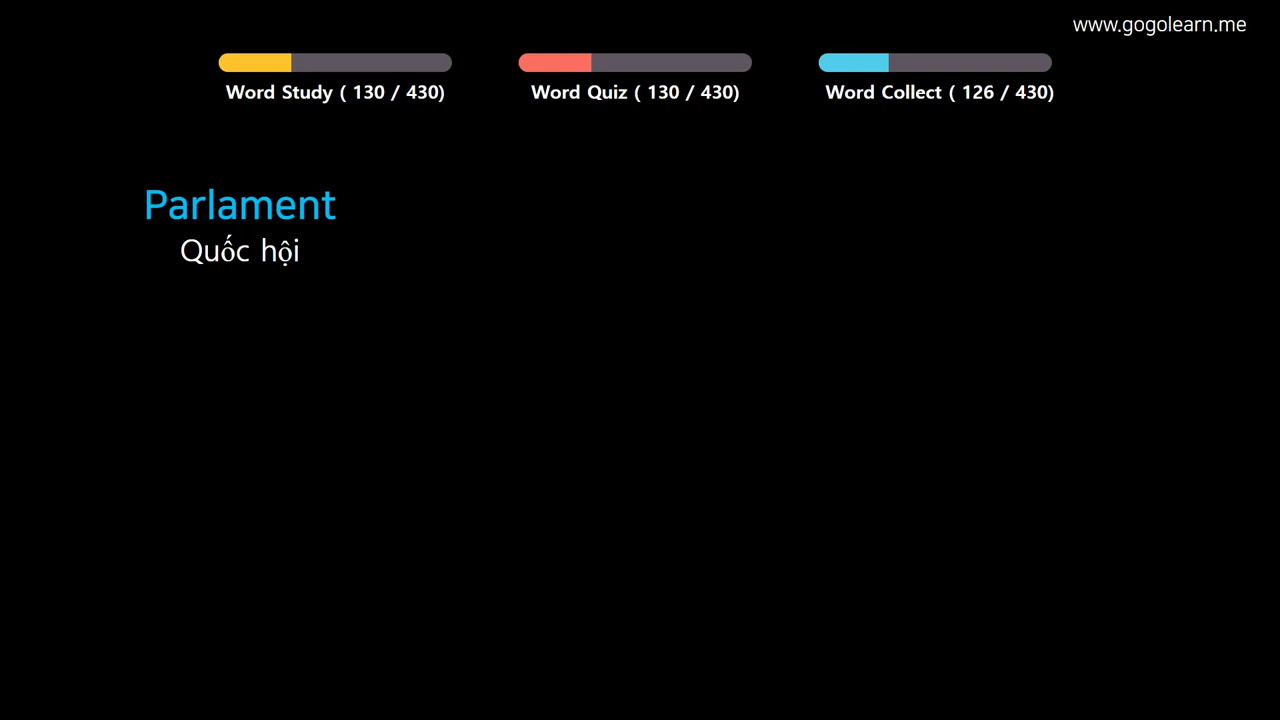 www.gogolearn.me
Word Study ( 130 / 430)
Word Quiz ( 130 / 430)
Word Collect ( 126 / 430)
Parlament
Quốc hội